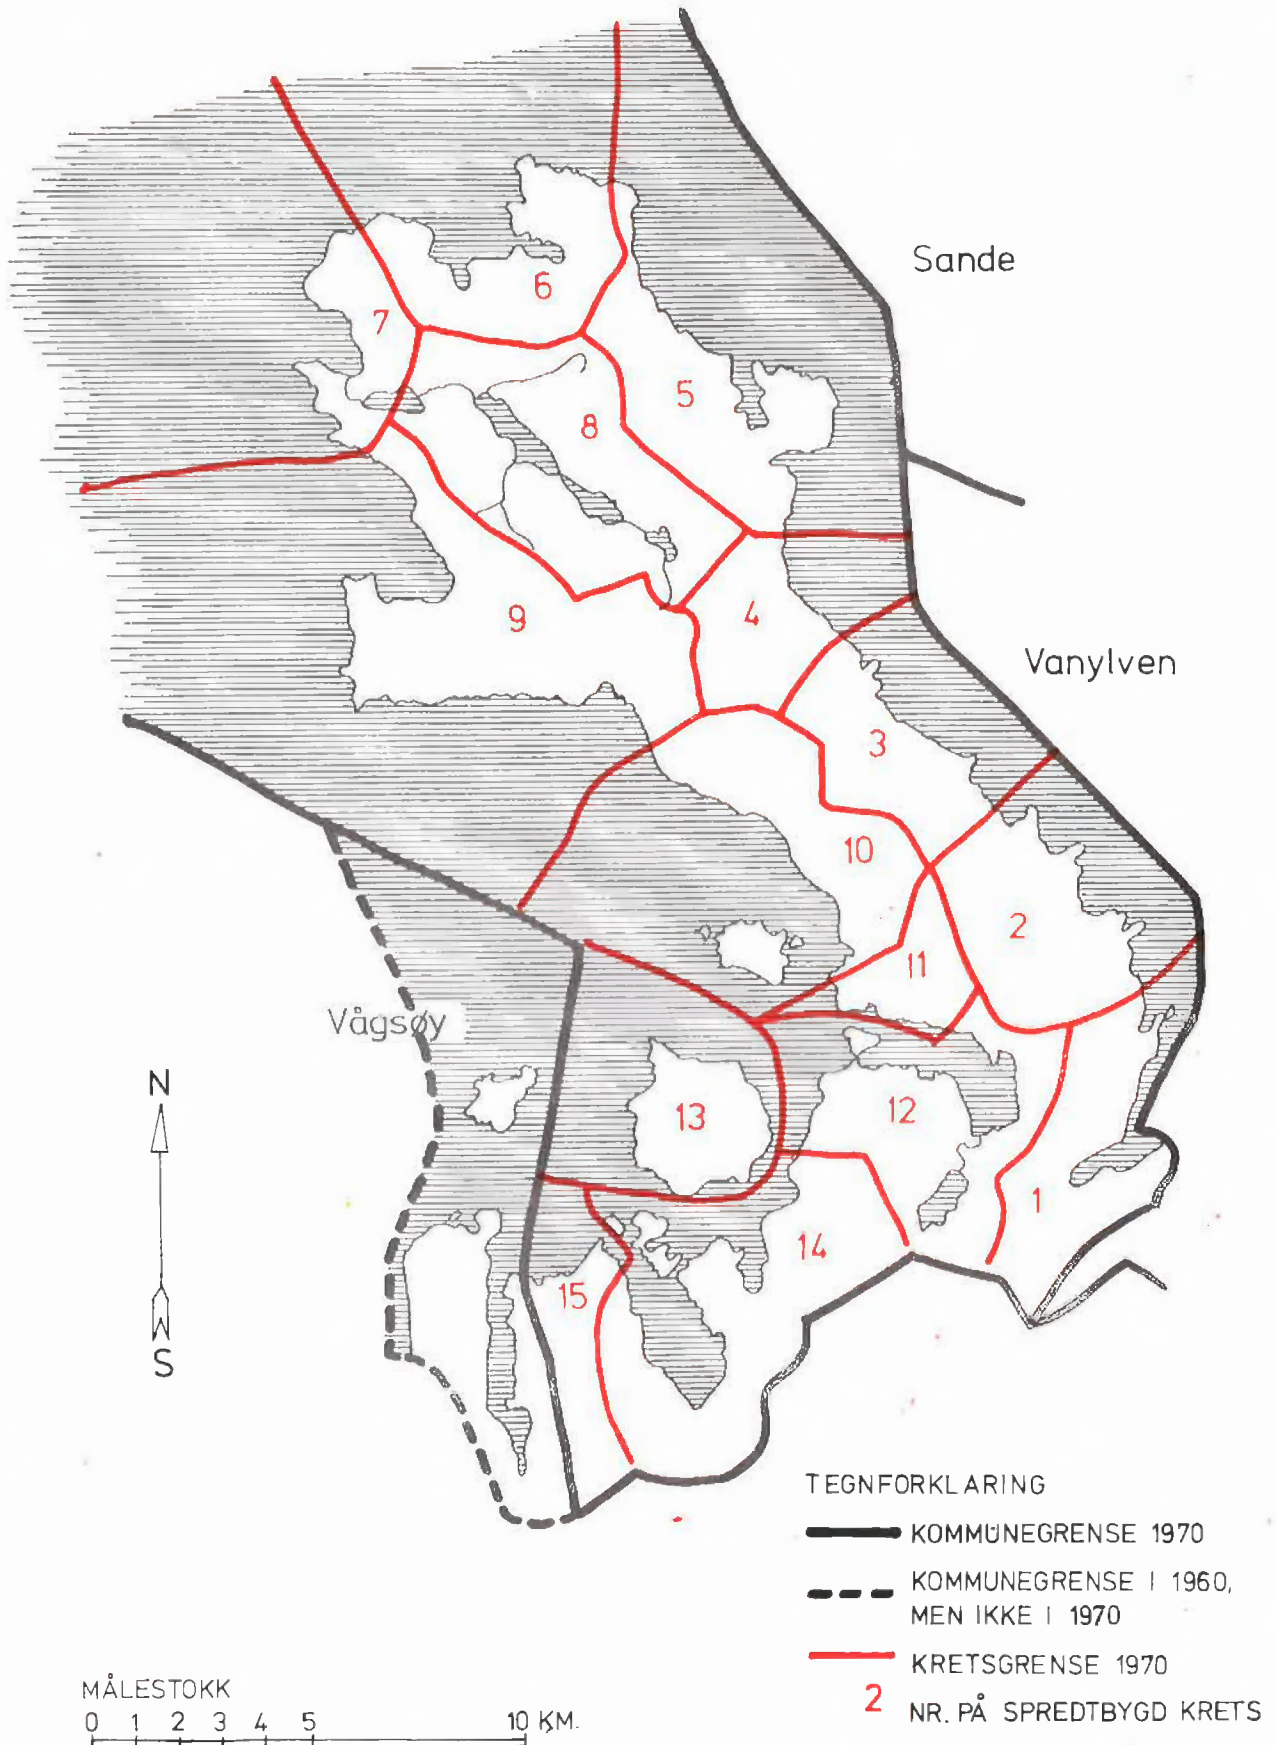 Sande
6
7
5
8
4
9
Vanylven
3
10
2
11
Vågsøy
N
12
13
1
14
15
S
TEGNFORKLARING
KOMMUNEGRENSE 1970
KOMMUNEGRENSE I 1960,
MEN IKKE I 1970
KRETSGRENSE 1970
2 NR. PÅ SPREDTBYGD KRETS
MÅLESTOKK
0 1 2 3 4 5 10 KM.